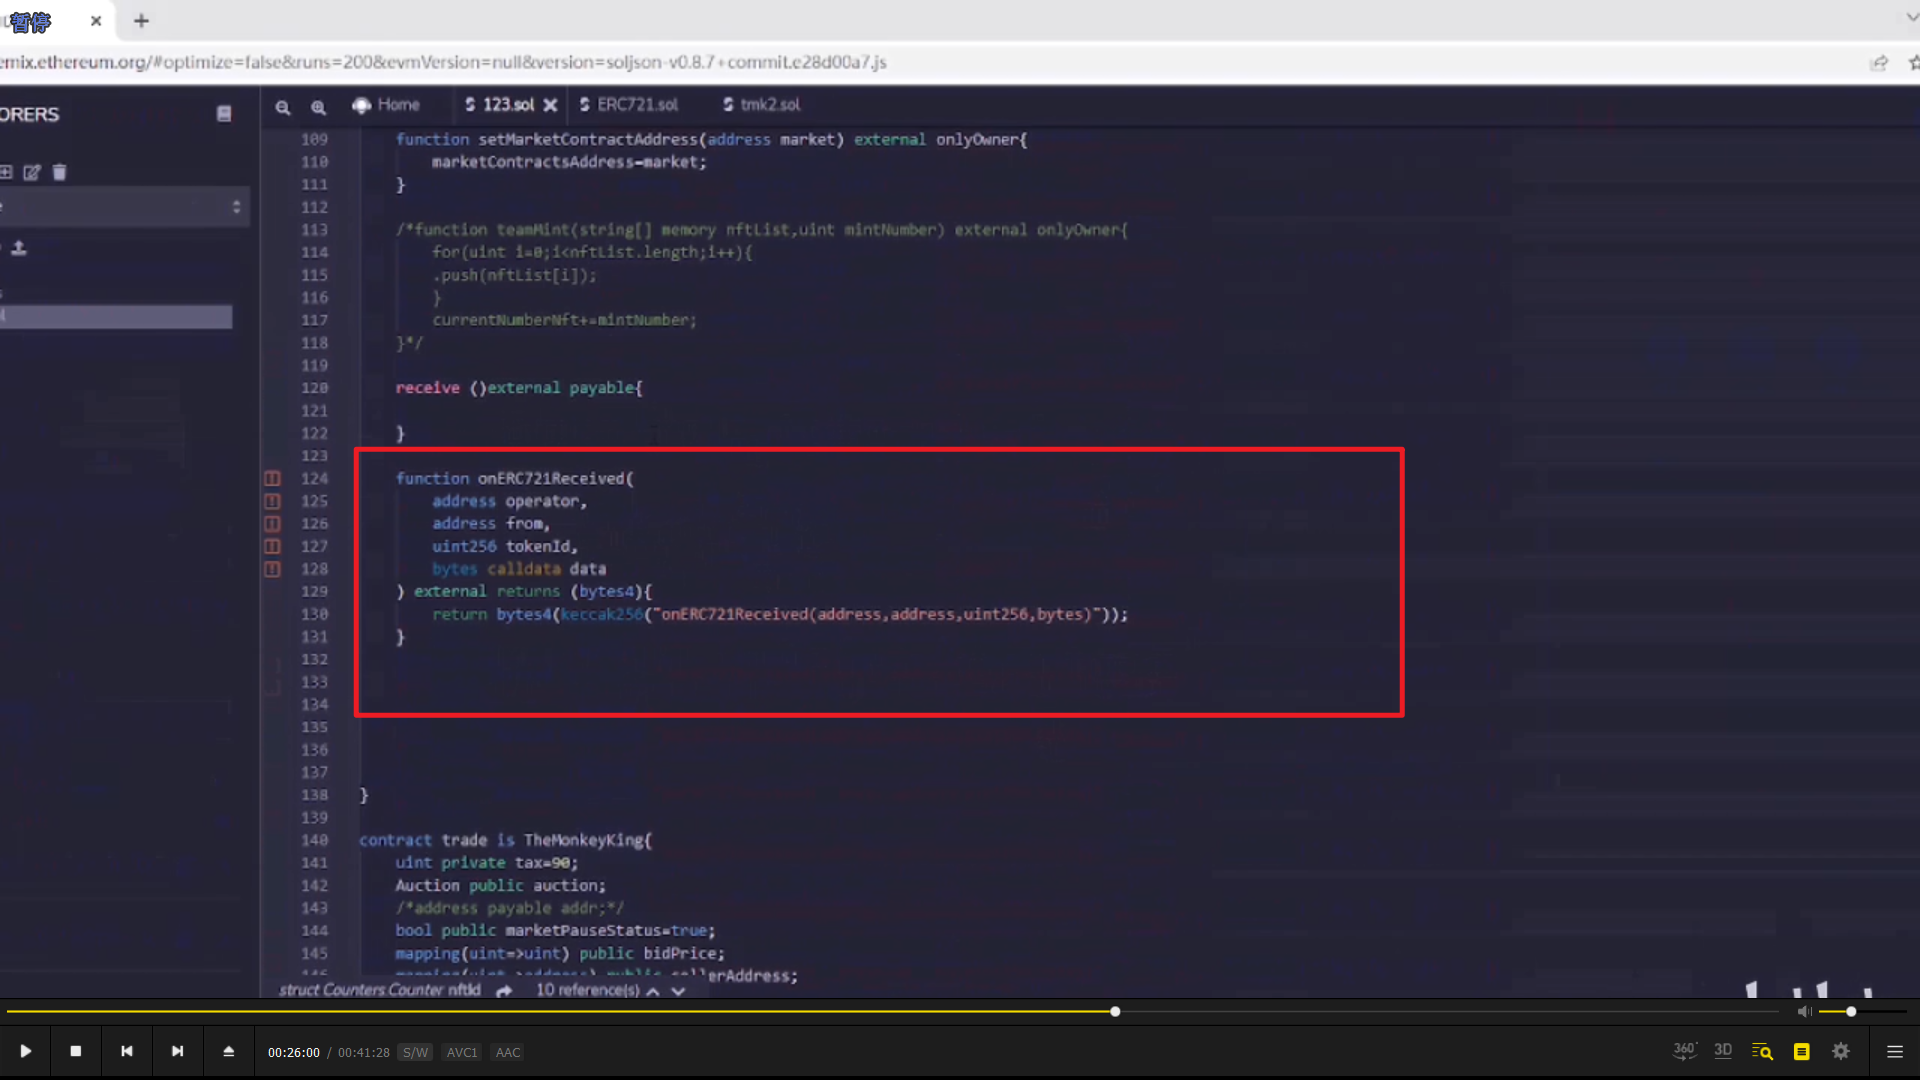 暂停
emix.ethereum.org/#optimize=false&runs=200&evmVersion=null&version=soljson-v0.8.7+commit.e28d00a7.js
ORERS
Home
123.sol
ERC721.sol
tmk2.sol
109 function setMarketContractAddress(address market) external onlyOwner{
110 marketContractsAddress=market;
111 }
112
113 /*function teamMint(string[] memory nftList,uint mintNumber) external onlyOwner{
114 for(uint i=0;i<nftList.length;i++){
115 .push(nftList[i]);
116 }
117 currentNumberNft+=mintNumber;
118 }*/
119
120 receive ()external payable{
121
122 }
123
124 function onERC721Received(
125 address operator,
126 address from,
127 uint256 tokenId,
128 bytes calldata data
129 ) external returns (bytes4){
130 return bytes4(keccak256("onERC721Received(address,address,uint256,bytes)"));
131 }
132
133
134
135
136
137
138 }
139
140 contract trade is TheMonkeyKing{
141 uint private tax=90;
142 Auction public auction;
143 /*address payable addr;*/
144 bool public marketPauseStatus=true;
145 mapping(uint=>uint) public bidPrice;
146 mapping(uint=>address) public sellerAddress;
struct Counters.Counter nftId 10 reference(s)
00:26:00 / 00:41:28 S/W AVC1 AAC
360° 3D